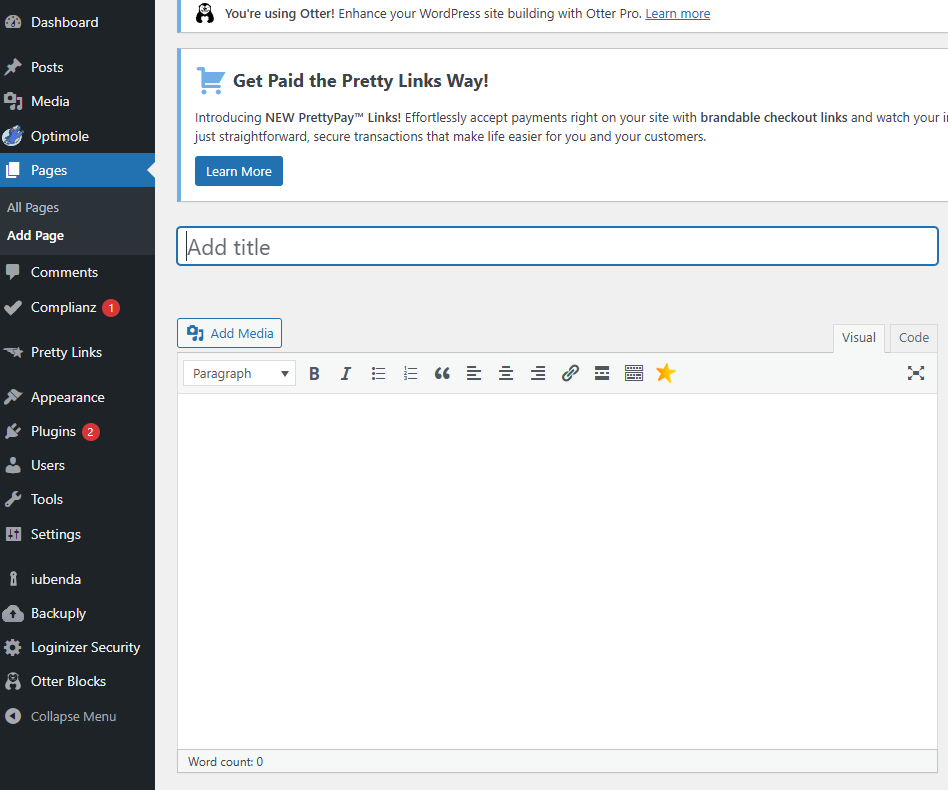 Dashboard
Posts
Media
Optimole
Pages
All Pages
Add Page
Comments
Complianz 1
Pretty Links
Appearance
Plugins 2
Users
Tools
Settings
iubenda
Backuply
Loginizer Security
Otter Blocks
Collapse Menu
You're using Otter! Enhance your WordPress site building with Otter Pro. Learn more
Get Paid the Pretty Links Way!
Introducing NEW PrettyPay™ Links! Effortlessly accept payments right on your site with brandable checkout links and watch your
just straightforward, secure transactions that make life easier for you and your customers.
Learn More
Add title
Add Media
Visual Code
Paragraph
Word count: 0